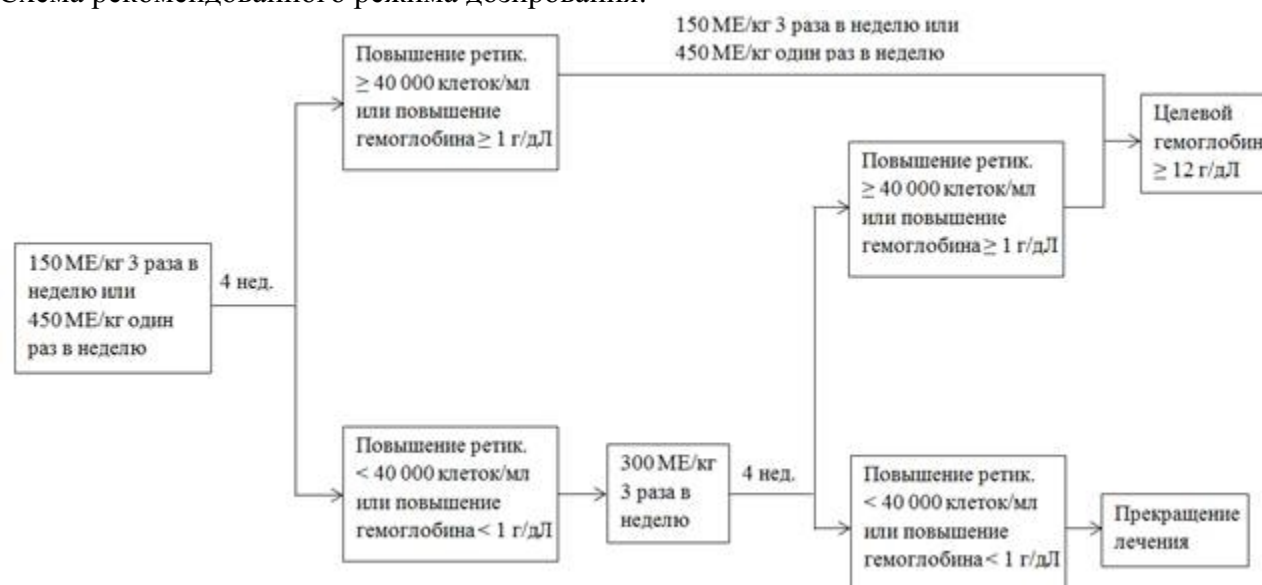 Схема рекомендованного режима дозирования:
150 МЕ/кг 3 раза в неделю или
450 МЕ/кг один раз в неделю
Повышение ретик.
≥ 40 000 клеток/мл
или повышение
гемоглобина ≥ 1 г/дЛ
Целевой
гемоглобин
≥ 12 г/дЛ
Повышение ретик.
≥ 40 000 клеток/мл
или повышение
гемоглобина ≥ 1 г/дЛ
150 МЕ/кг 3 раза в
неделю или
450 МЕ/кг один
раз в неделю
4 нед.
Повышение ретик.
< 40 000 клеток/мл
или повышение
гемоглобина < 1 г/дЛ
300 МЕ/кг
3 раза в
неделю
4 нед.
Повышение ретик.
< 40 000 клеток/мл
или повышение
гемоглобина < 1 г/дЛ
Прекращение
лечения